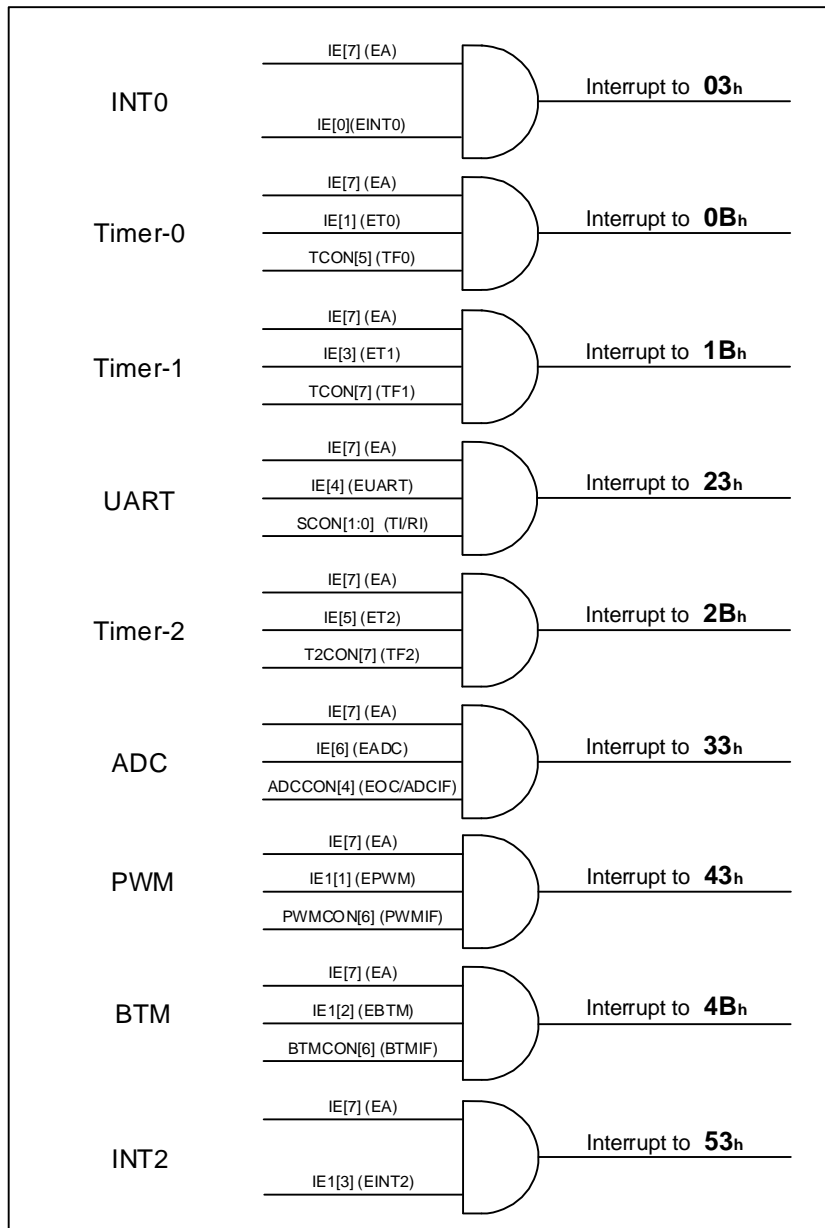 IE[7] (EA)
INT0
Interrupt to 03h
IE[0](EINT0)
IE[7] (EA)
Timer-0
IE[1] (ET0)
Interrupt to 0Bh
TCON[5] (TF0)
IE[7] (EA)
Timer-1
IE[3] (ET1)
Interrupt to 1Bh
TCON[7] (TF1)
IE[7] (EA)
UART
IE[4] (EUART)
Interrupt to 23h
SCON[1:0] (TI/RI)
IE[7] (EA)
Timer-2
IE[5] (ET2)
Interrupt to 2Bh
T2CON[7] (TF2)
IE[7] (EA)
ADC
IE[6] (EADC)
Interrupt to 33h
ADCCON[4] (EOC/ADCIF)
IE[7] (EA)
PWM
IE1[1] (EPWM)
Interrupt to 43h
PWMCON[6] (PWMIF)
IE[7] (EA)
BTM
IE1[2] (EBTM)
Interrupt to 4Bh
BTMCON[6] (BTMIF)
IE[7] (EA)
INT2
Interrupt to 53h
IE1[3] (EINT2)